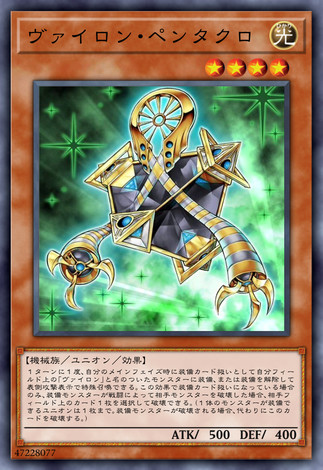 ヴァイロン・ペンタクロ
光
【機械族／ユニオン／効果】
１ターンに１度、自分のメインフェイズ時に装備カード扱いとして自分フィ
ールド上の「ヴァイロン」と名のついたモンスターに装備、または装備を解除して
表側攻撃表示で特殊召喚できる。この効果で装備カード扱いになっている場合
のみ、装備モンスターが戦闘によって相手モンスターを破壊した場合、相手フ
ィールド上のカード１枚を選択して破壊できる。（１体のモンスターが装備で
きるユニオンは１枚まで。装備モンスターが破壊される場合、代わりにこのカ
ードを破壊する。）
ATK/ 500 DEF/ 400
47228077